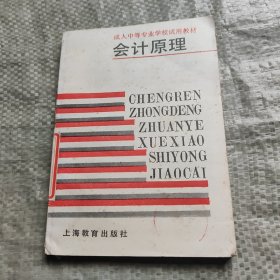 成人中等专业学校试用教材
会计原理
CHENGREN
ZHONGDENG
ZHUANYE
XUEXIAO
SHIYONG
JIAOCAI
上海教育出版社